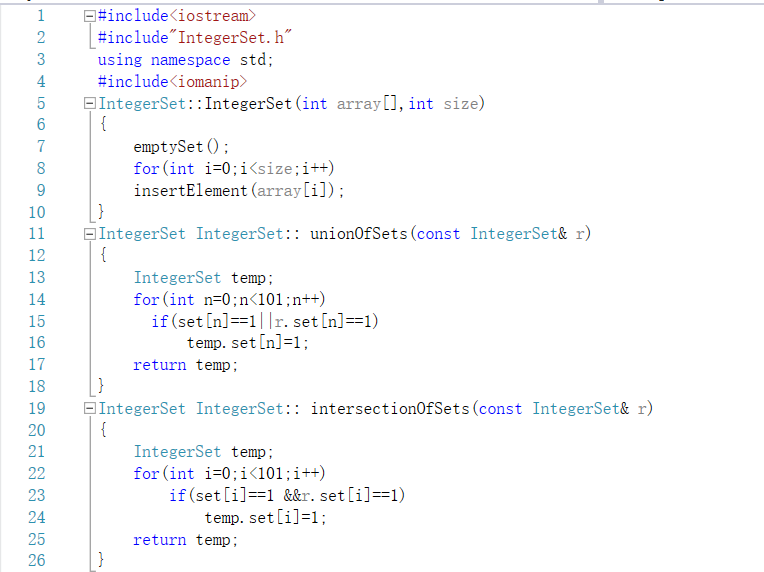 1 #include<iostream>
2 #include"IntegerSet.h"
3 using namespace std;
4 #include<iomanip>
5 IntegerSet::IntegerSet(int array[],int size)
6 {
7 emptySet();
8 for(int i=0;i<size;i++)
9 insertElement(array[i]);
10 }
11 IntegerSet IntegerSet:: unionOfSets(const IntegerSet& r)
12 {
13 IntegerSet temp;
14 for(int n=0;n<101;n++)
15 if(set[n]==1||r.set[n]==1)
16 temp.set[n]=1;
17 return temp;
18 }
19 IntegerSet IntegerSet:: intersectionOfSets(const IntegerSet& r)
20 {
21 IntegerSet temp;
22 for(int i=0;i<101;i++)
23 if(set[i]==1 &&r.set[i]==1)
24 temp.set[i]=1;
25 return temp;
26 }